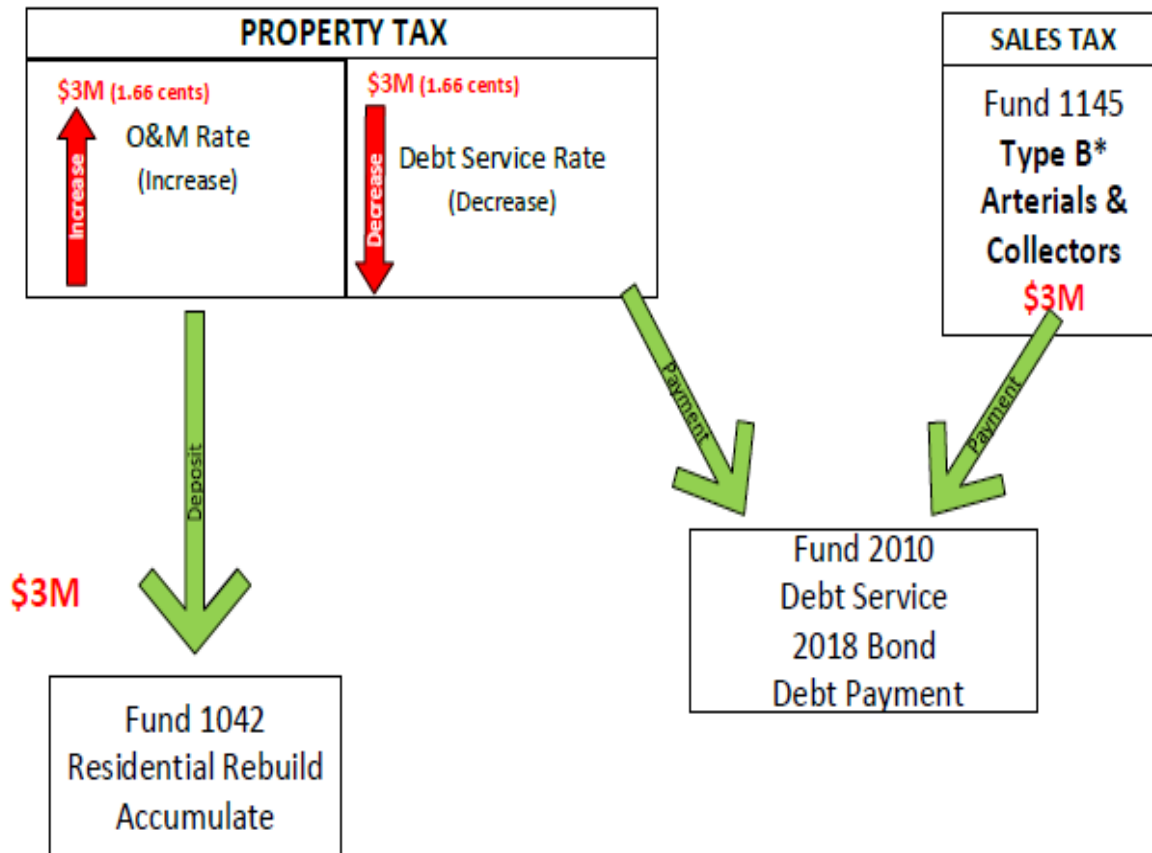 PROPERTY TAX
$3M (1.66 cents)
Increase
O&M Rate
(Increase)
$3M (1.66 cents)
Decrease
Debt Service Rate
(Decrease)
SALES TAX
Fund 1145
Type B*
Arterials &
Collectors
$3M
Deposit
Payment
Payment
$3M
Fund 1042
Residential Rebuild
Accumulate
Fund 2010
Debt Service
2018 Bond
Debt Payment